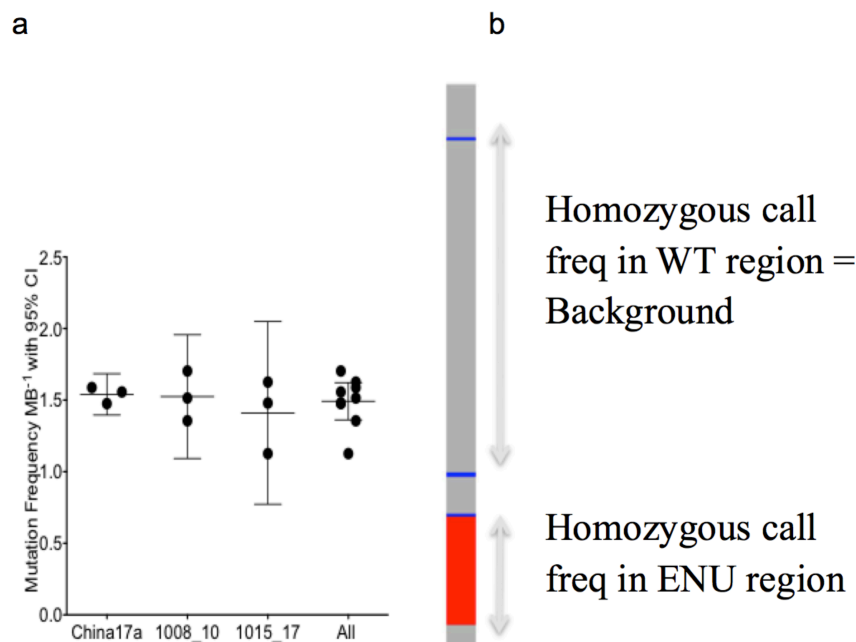 a
b
Mutation Frequency MB-1 with 95% CI
2.5
2.0
1.5
1.0
0.5
0.0
China17a
1008_10
1015_17
All
Homozygous call
freq in WT region =
Background
Homozygous call
freq in ENU region